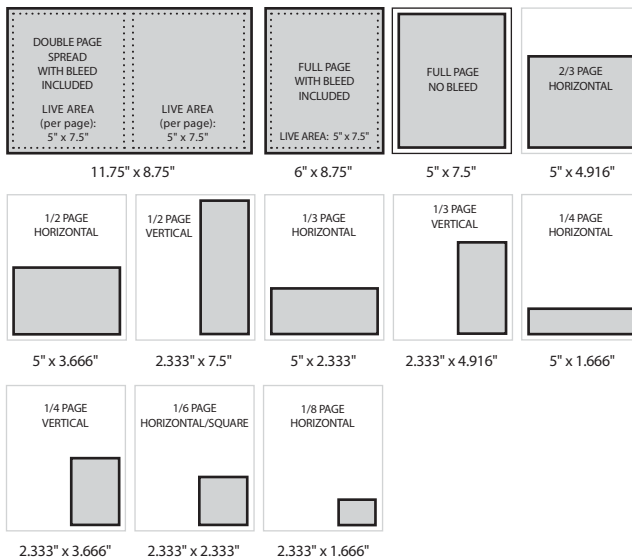 DOUBLE PAGE
SPREAD
WITH BLEED
INCLUDED
LIVE AREA
(per page):
5" x 7.5"
LIVE AREA
(per page):
5" x 7.5"
11.75" x 8.75"
FULL PAGE
WITH BLEED
INCLUDED
LIVE AREA: 5" x 7.5"
6" x 8.75"
FULL PAGE
NO BLEED
5" x 7.5"
2/3 PAGE
HORIZONTAL
5" x 4.916"
1/2 PAGE
HORIZONTAL
5" x 3.666"
1/2 PAGE
VERTICAL
2.333" x 7.5"
1/3 PAGE
HORIZONTAL
5" x 2.333"
1/3 PAGE
VERTICAL
2.333" x 4.916"
1/4 PAGE
HORIZONTAL
5" x 1.666"
1/4 PAGE
VERTICAL
2.333" x 3.666"
1/6 PAGE
HORIZONTAL/SQUARE
2.333" x 2.333"
1/8 PAGE
HORIZONTAL
2.333" x 1.666"